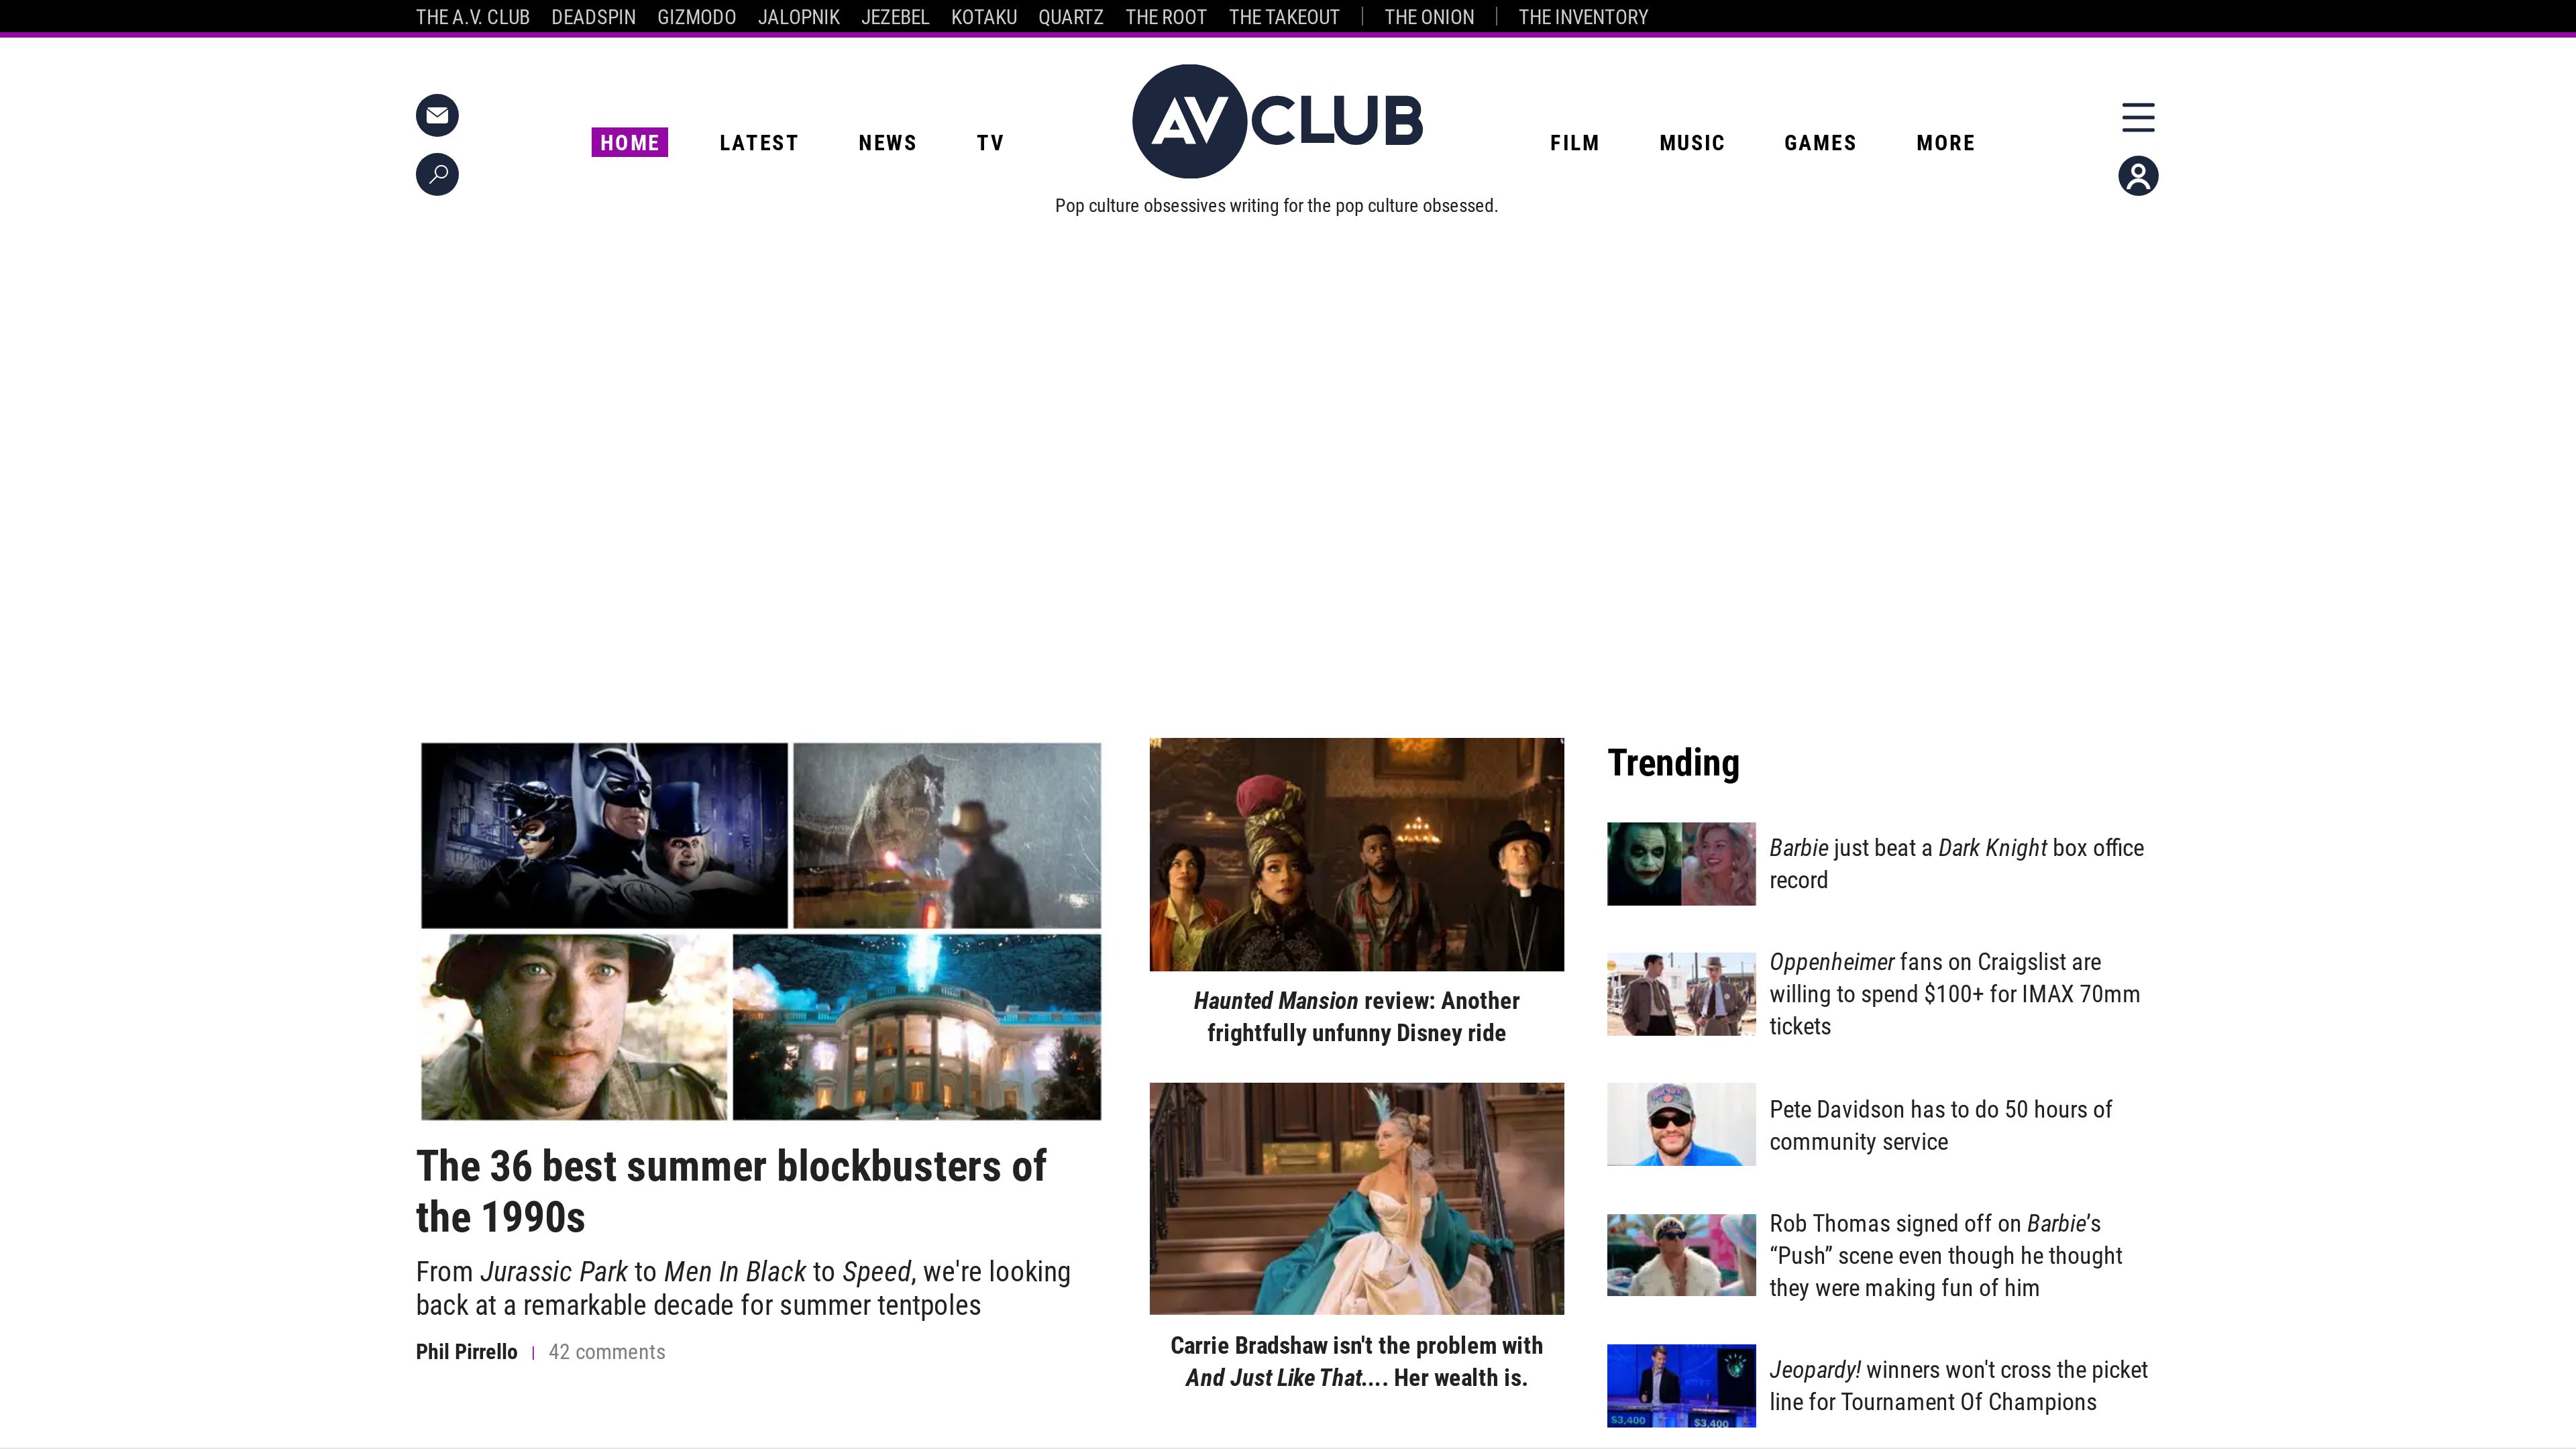 THE A.V. CLUB DEADSPIN GIZMODO JALOPNIK JEZEBEL KOTAKU QUARTZ THE ROOT THE TAKEOUT THE ONION THE INVENTORY
HOME LATEST NEWS TV
AV CLUB
FILM MUSIC GAMES MORE
Pop culture obsessives writing for the pop culture obsessed.
The 36 best summer blockbusters of
the 1990s
From Jurassic Park to Men In Black to Speed, we're looking
back at a remarkable decade for summer tentpoles
Phil Pirrello 42 comments
Haunted Mansion review: Another
frightfully unfunny Disney ride
Carrie Bradshaw isn't the problem with
And Just Like That.... Her wealth is.
Trending
Barbie just beat a Dark Knight box office
record
Oppenheimer fans on Craigslist are
willing to spend $100+ for IMAX 70mm
tickets
Pete Davidson has to do 50 hours of
community service
Rob Thomas signed off on Barbie’s
“Push” scene even though he thought
they were making fun of him
$3,400 $3,400
Jeopardy! winners won't cross the picket
line for Tournament Of Champions